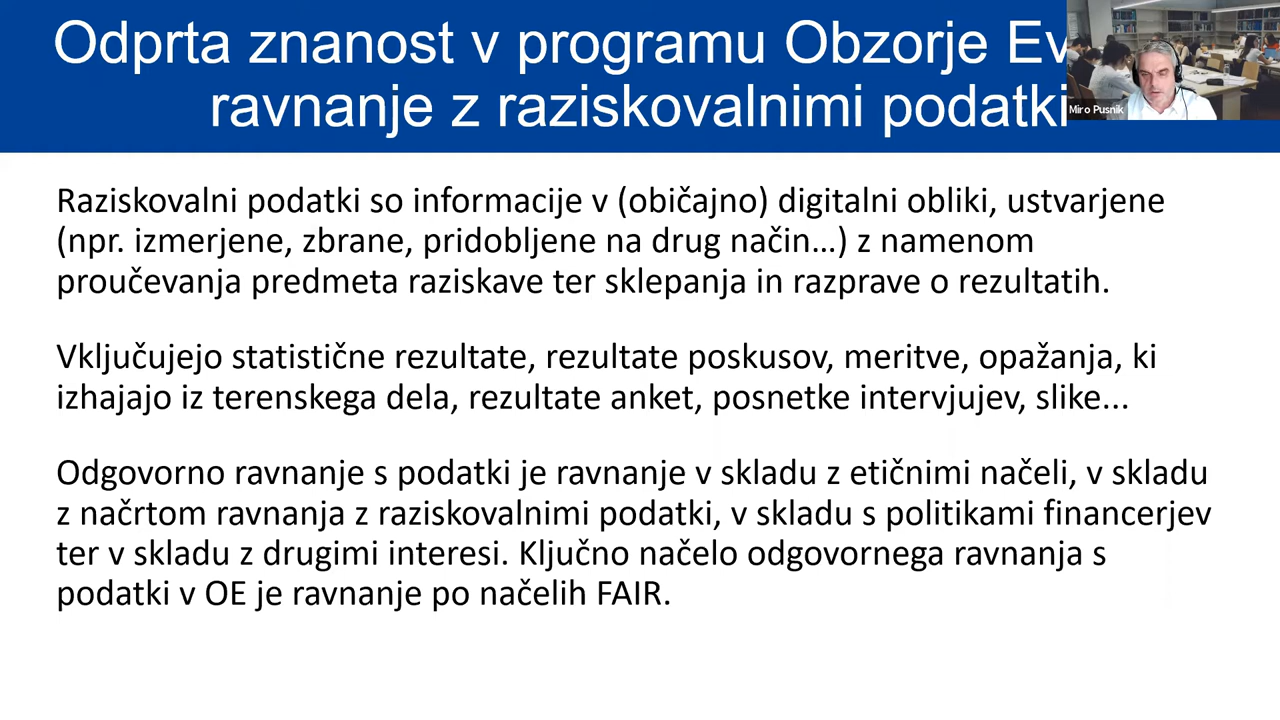 Odprta znanost v programu Obzorje Ev
ravnanje z raziskovalnimi podatki
Miro Pusnik
Raziskovalni podatki so informacije v (običajno) digitalni obliki, ustvarjene
(npr. izmerjene, zbrane, pridobljene na drug način…) z namenom
proučevanja predmeta raziskave ter sklepanja in razprave o rezultatih.
Vključujejo statistične rezultate, rezultate poskusov, meritve, opažanja, ki
izhajajo iz terenskega dela, rezultate anket, posnetke intervjujev, slike...
Odgovorno ravnanje s podatki je ravnanje v skladu z etičnimi načeli, v skladu
z načrtom ravnanja z raziskovalnimi podatki, v skladu s politikami financerjev
ter v skladu z drugimi interesi. Ključno načelo odgovornega ravnanja s
podatki v OE je ravnanje po načelih FAIR.